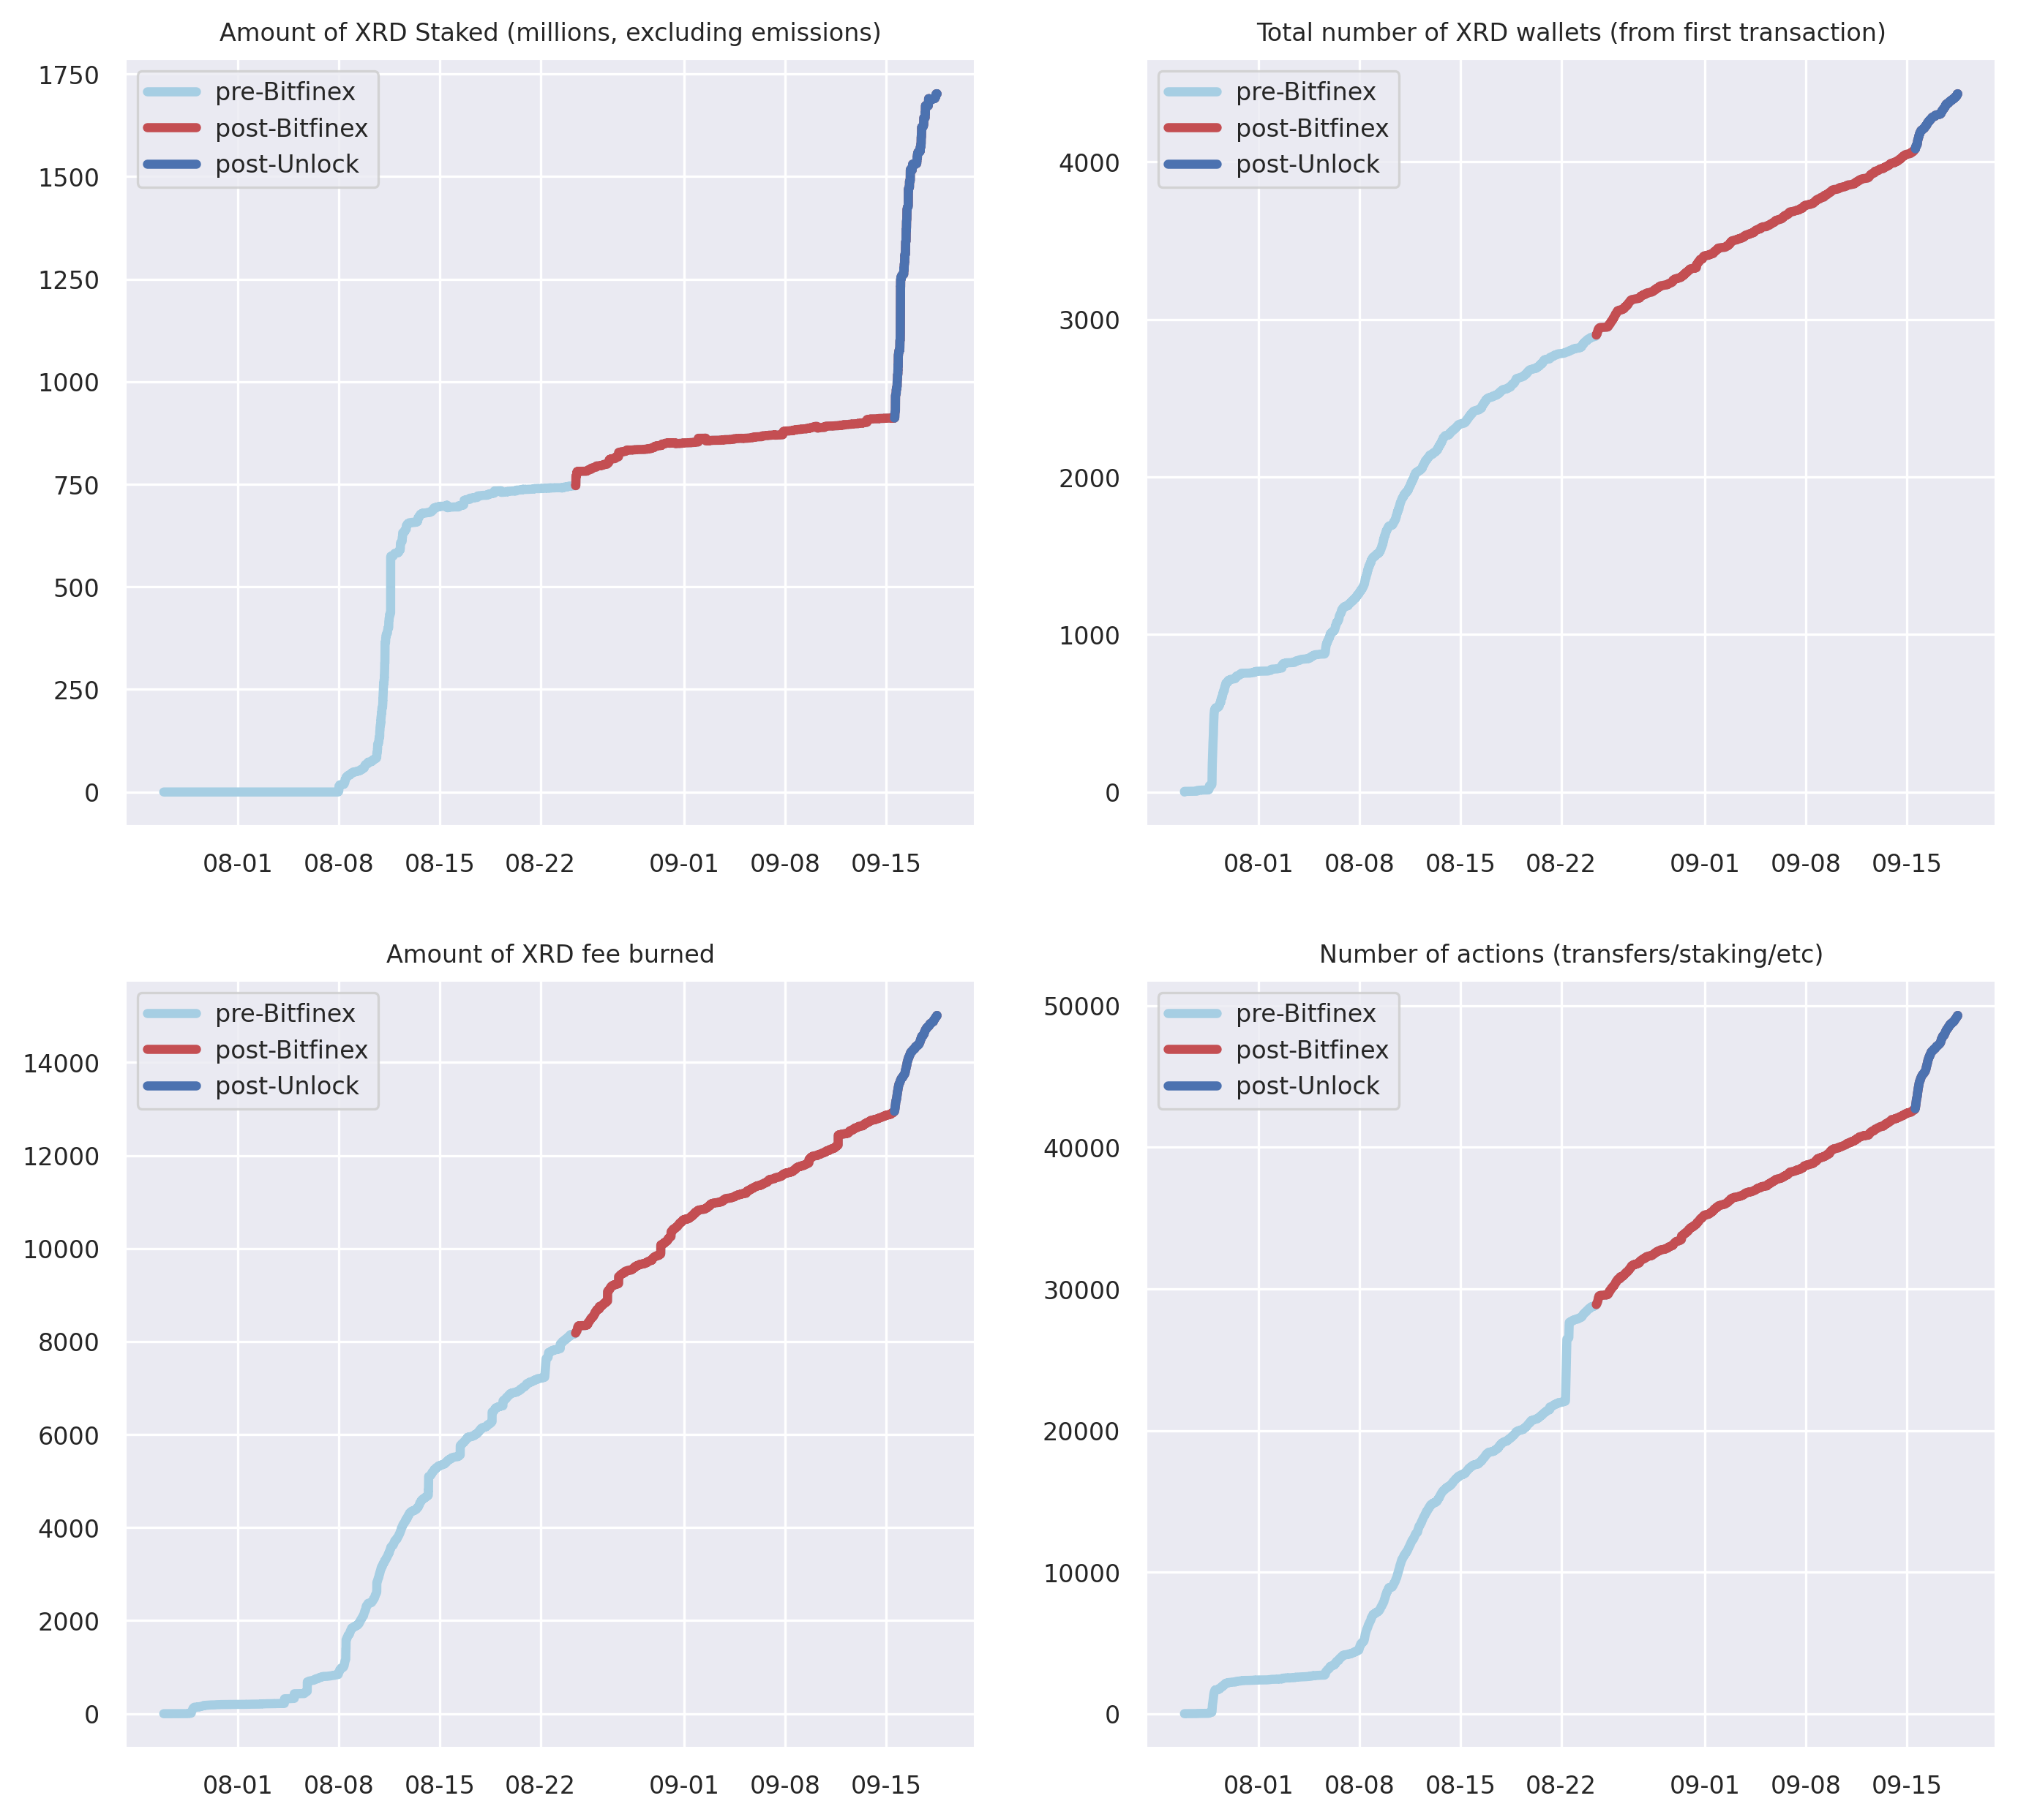 Amount of XRD Staked (millions, excluding emissions)
1750
1500
1250
1000
750
500
250
0
pre-Bitfinex
post-Bitfinex
post-Unlock
08-01 08-08 08-15 08-22 09-01 09-08 09-15
Total number of XRD wallets (from first transaction)
4000
3000
2000
1000
0
pre-Bitfinex
post-Bitfinex
post-Unlock
08-01 08-08 08-15 08-22 09-01 09-08 09-15
Amount of XRD fee burned
14000
12000
10000
8000
6000
4000
2000
0
pre-Bitfinex
post-Bitfinex
post-Unlock
08-01 08-08 08-15 08-22 09-01 09-08 09-15
Number of actions (transfers/staking/etc)
50000
40000
30000
20000
10000
0
pre-Bitfinex
post-Bitfinex
post-Unlock
08-01 08-08 08-15 08-22 09-01 09-08 09-15